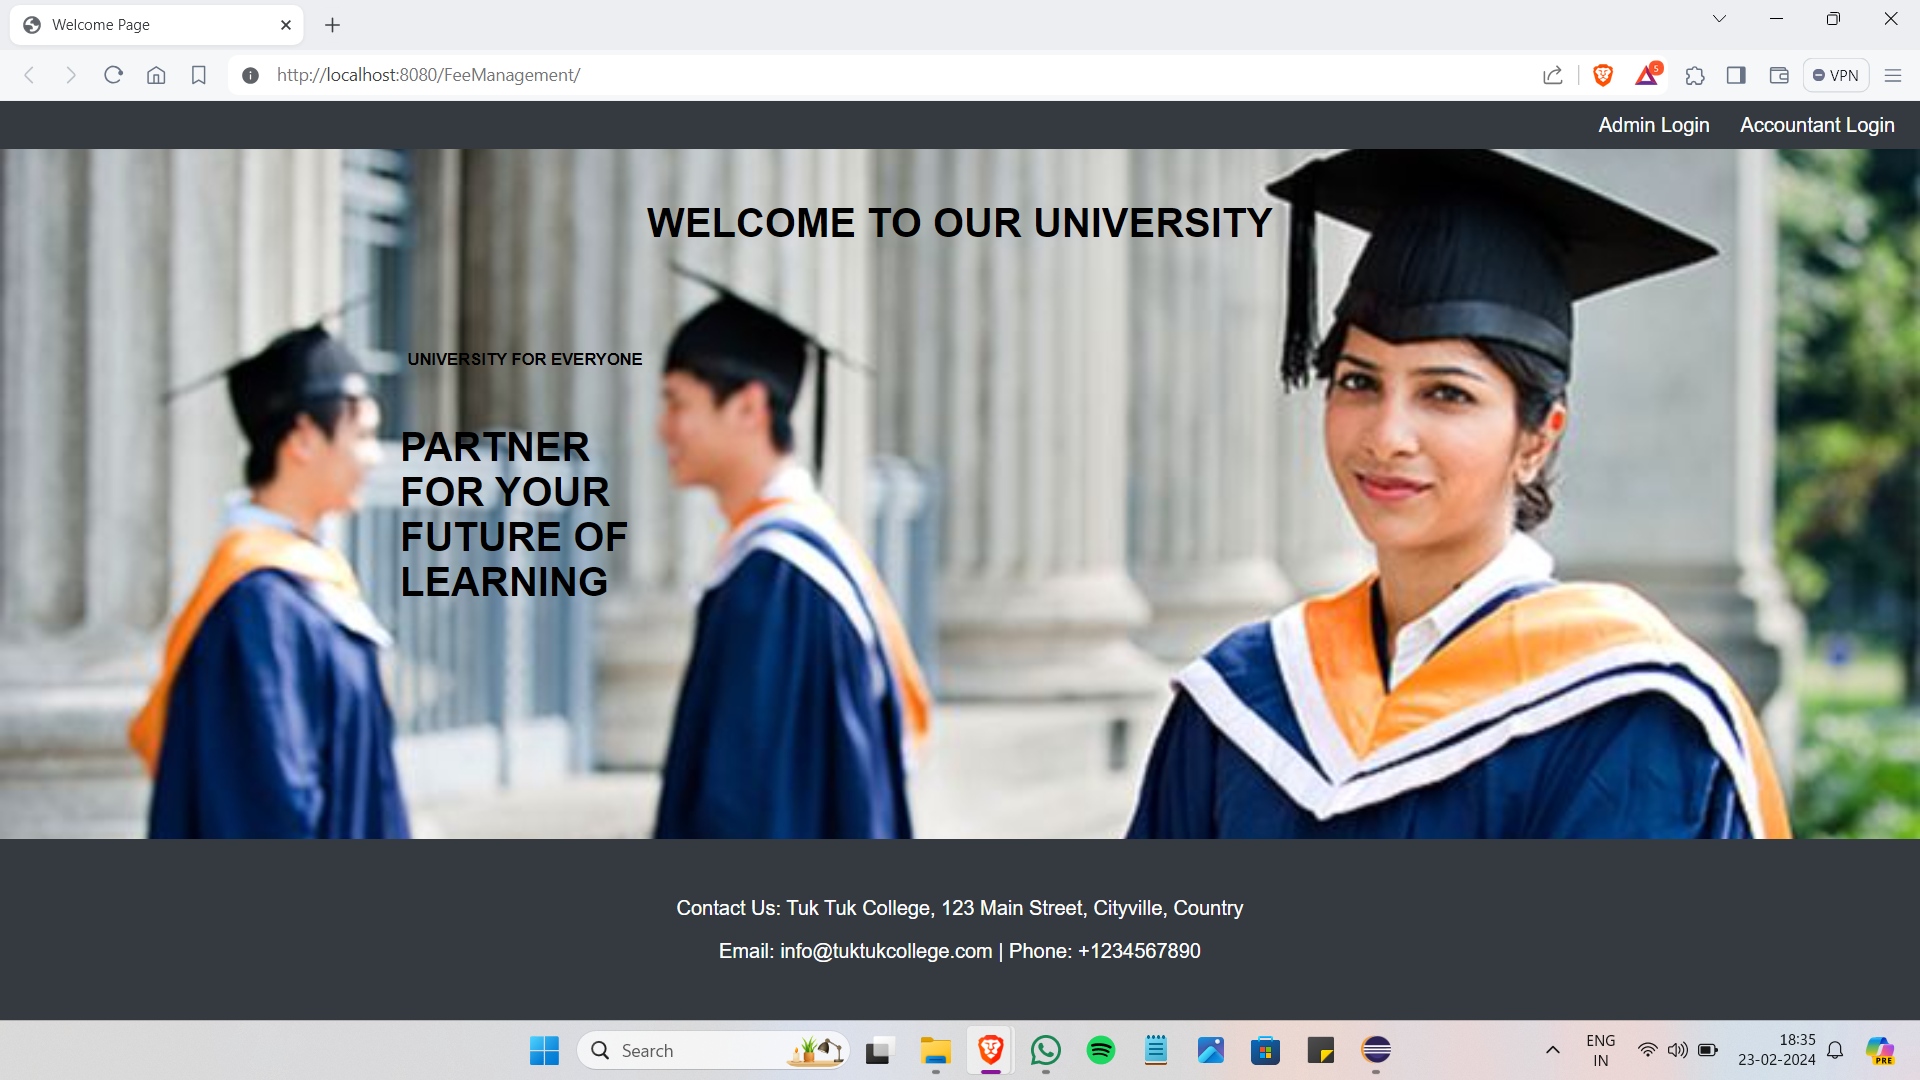 Welcome Page
http://localhost:8080/FeeManagement/
5
VPN
Admin Login Accountant Login
WELCOME TO OUR UNIVERSITY
UNIVERSITY FOR EVERYONE
PARTNER
FOR YOUR
FUTURE OF
LEARNING
Contact Us: Tuk Tuk College, 123 Main Street, Cityville, Country
Email: info@tuktukcollege.com | Phone: +1234567890
Search
ENG
IN
18:35
23-02-2024
PRE